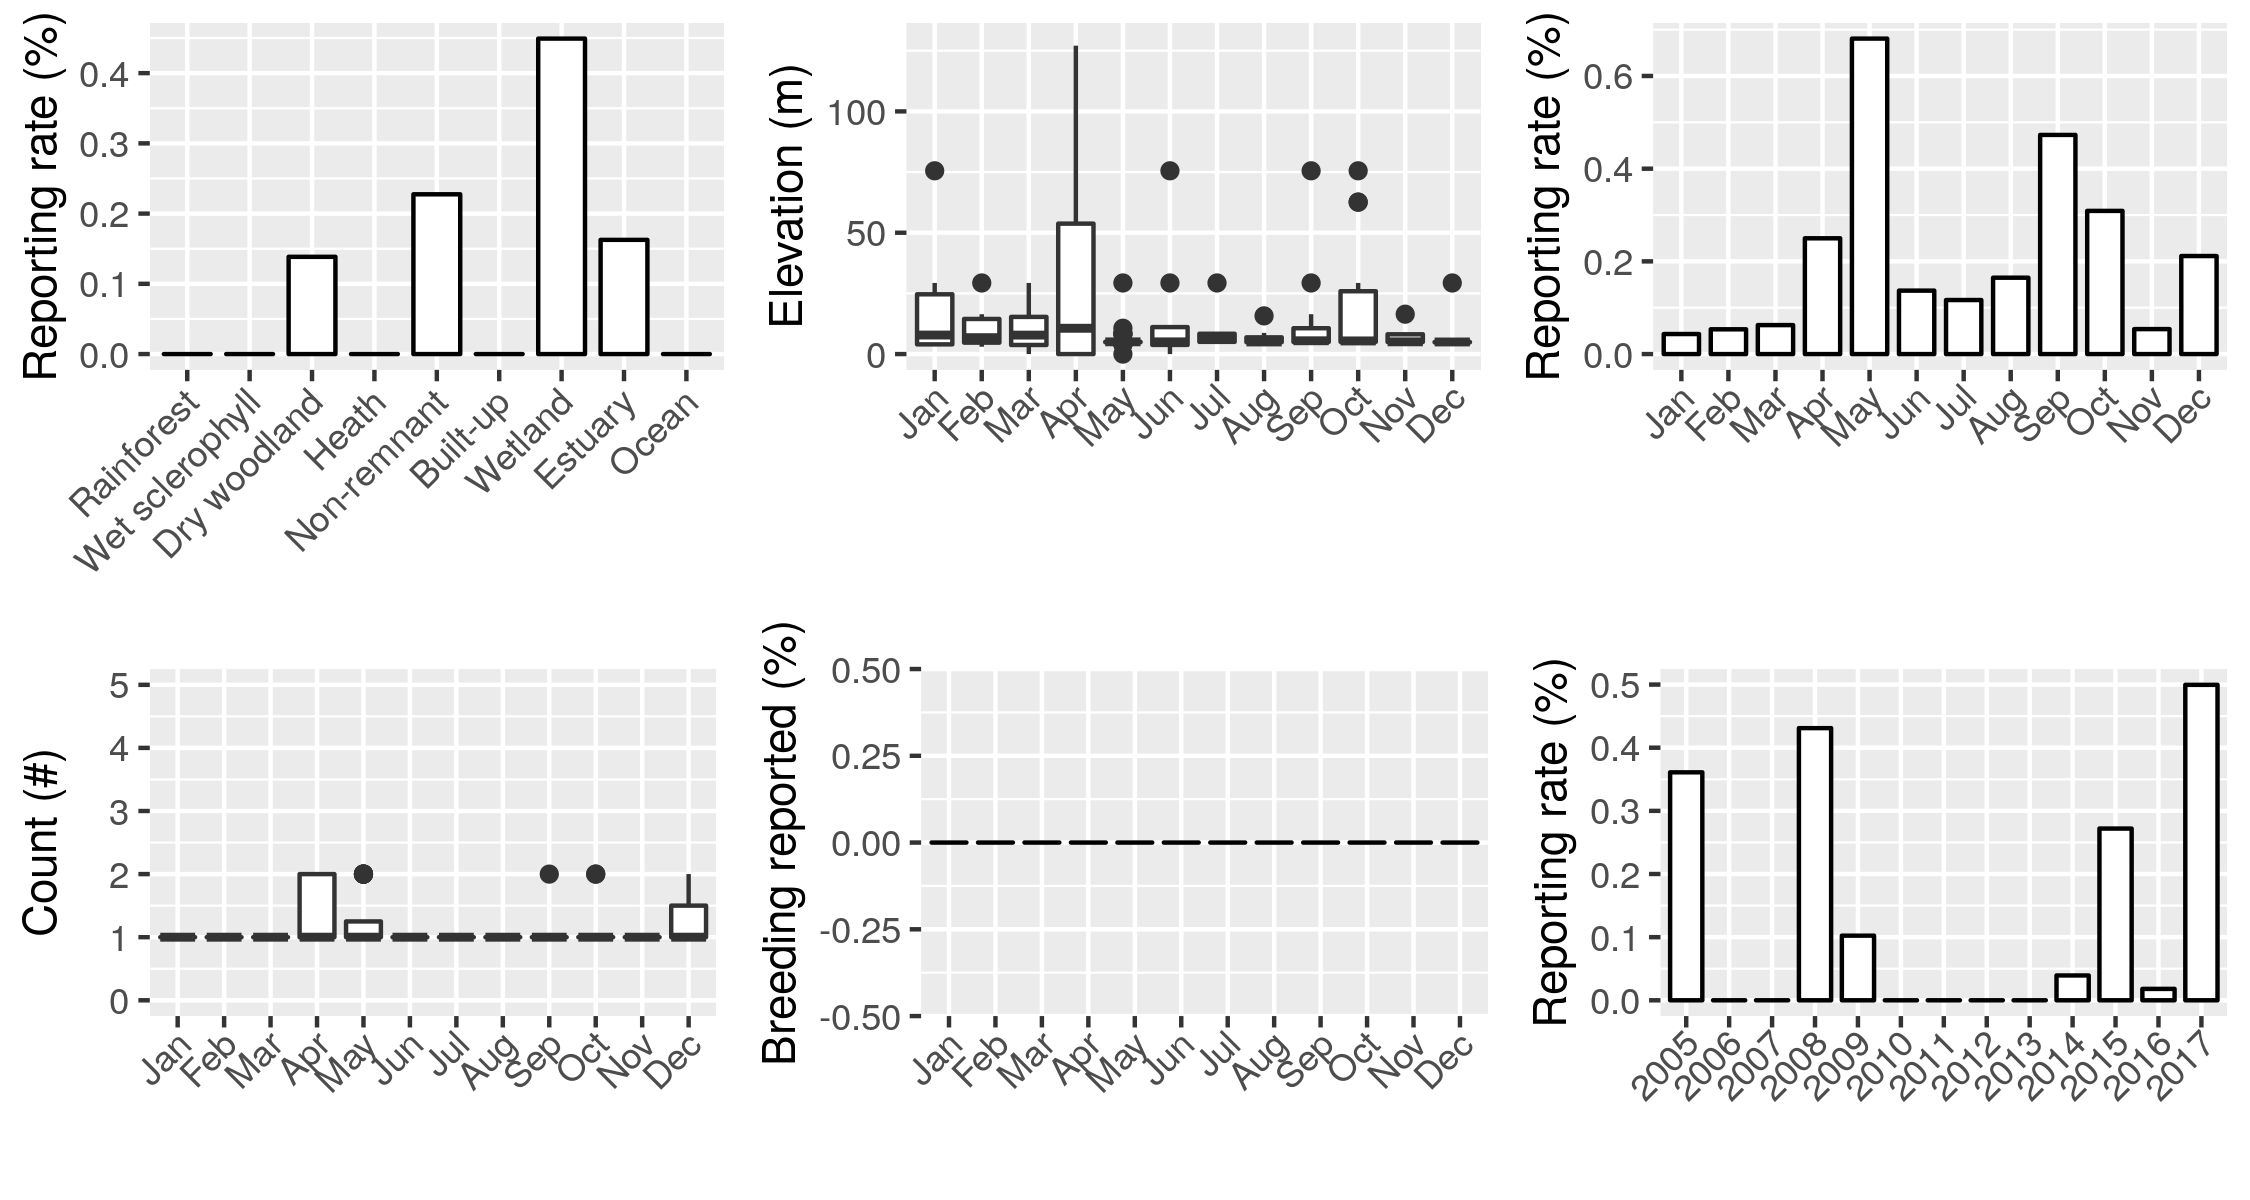 Reporting rate (%)
0.4
0.3
0.2
0.1
0.0
Rainforest
Wet sclerophyll
Dry woodland
Heath
Non-remnant
Built-up
Wetland
Estuary
Ocean
Elevation (m)
100
50
0
Jan Feb Mar Apr May Jun Jul Aug Sep Oct Nov Dec
Reporting rate (%)
0.6
0.4
0.2
0.0
Jan Feb Mar Apr May Jun Jul Aug Sep Oct Nov Dec
Count (#)
5
4
3
2
1
0
Jan Feb Mar Apr May Jun Jul Aug Sep Oct Nov Dec
Breeding reported (%)
0.50
0.25
0.00
-0.25
-0.50
Jan Feb Mar Apr May Jun Jul Aug Sep Oct Nov Dec
Reporting rate (%)
0.5
0.4
0.3
0.2
0.1
0.0
2005 2006 2007 2008 2009 2010 2011 2012 2013 2014 2015 2016 2017